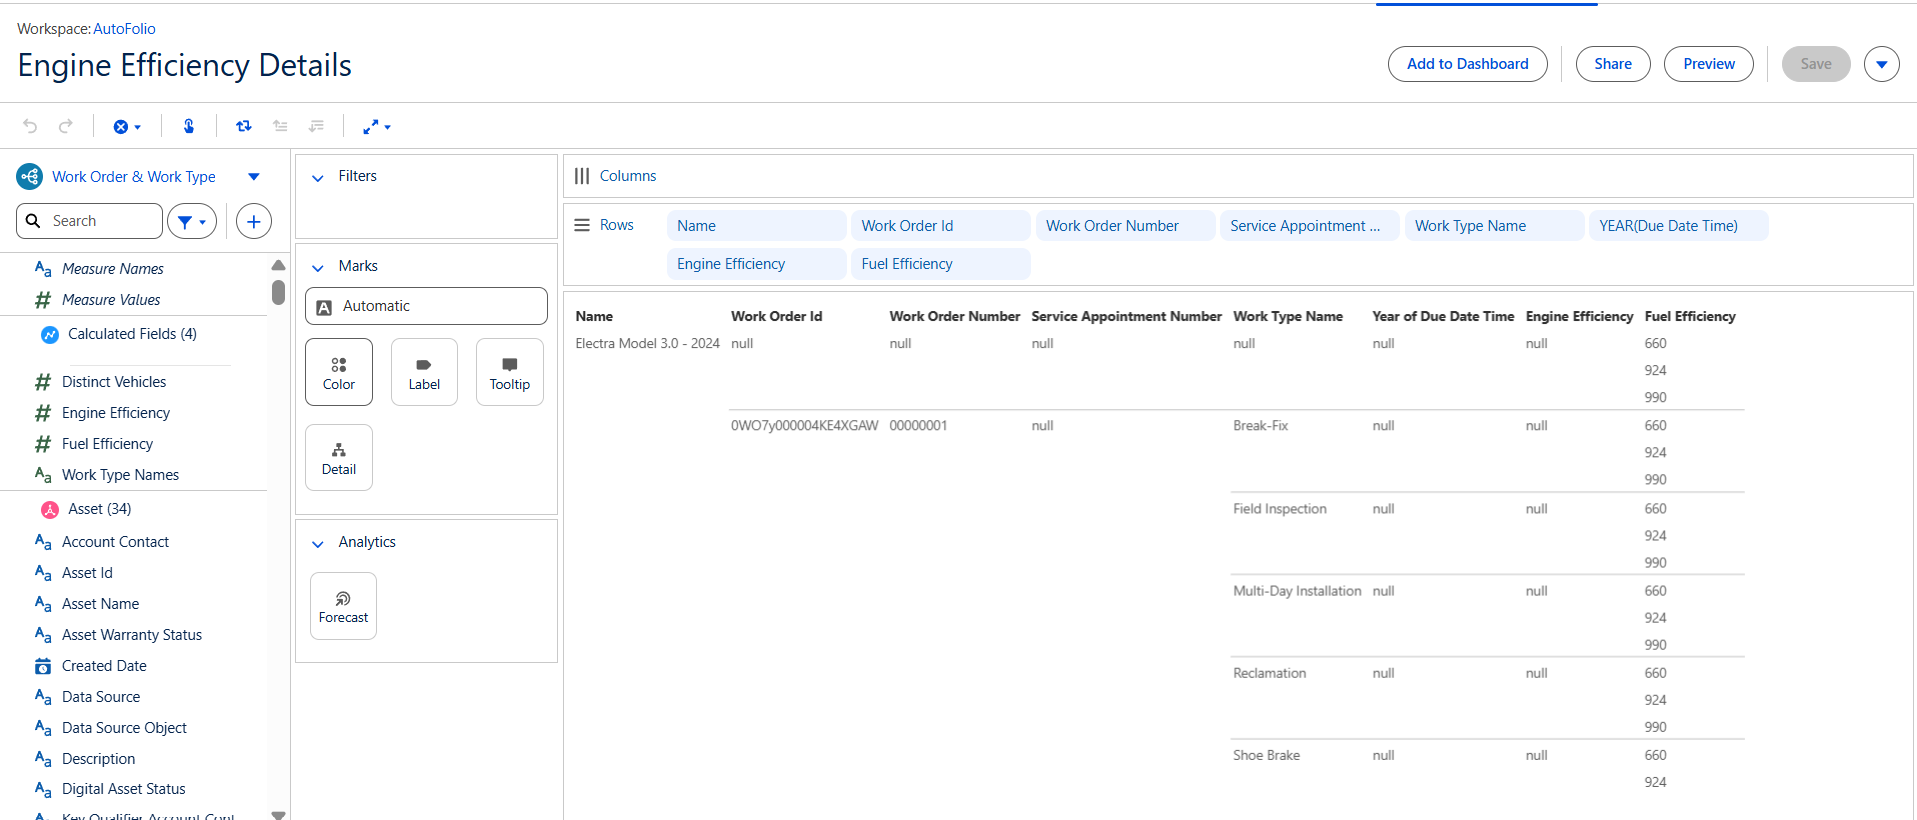 Workspace: AutoFolio
Engine Efficiency Details
Add to Dashboard
Share
Preview
Save
Work Order & Work Type
Search
Measure Names
Measure Values
Calculated Fields (4)
Distinct Vehicles
Engine Efficiency
Fuel Efficiency
Work Type Names
Asset (34)
Account Contact
Asset Id
Asset Name
Asset Warranty Status
Created Date
Data Source
Data Source Object
Description
Digital Asset Status
Filters
Marks
Automatic
Color
Label
Tooltip
Detail
Analytics
Forecast
Columns
Rows
Name Work Order Id Work Order Number Service Appointment ... Work Type Name YEAR(Due Date Time)
Engine Efficiency Fuel Efficiency
Name Work Order Id Work Order Number Service Appointment Number Work Type Name Year of Due Date Time Engine Efficiency Fuel Efficiency
Electra Model 3.0 - 2024 null null null null null null 660
924
990
0WO7y000004KE4XGAW 00000001 null Break-Fix null null 660
924
990
Field Inspection null null 660
924
990
Multi-Day Installation null null 660
924
990
Reclamation null null 660
924
990
Shoe Brake null null 660
924